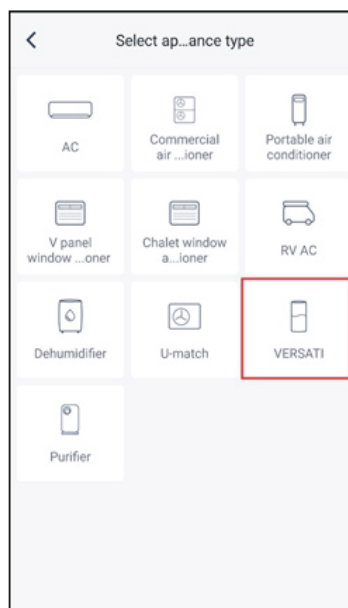 Select ap...ance type
AC
Commercial
air ...ioner
Portable air
conditioner
V panel
window ...oner
Chalet window
a...ioner
RV AC
Dehumidifier
U-match
VERSATI
Purifier